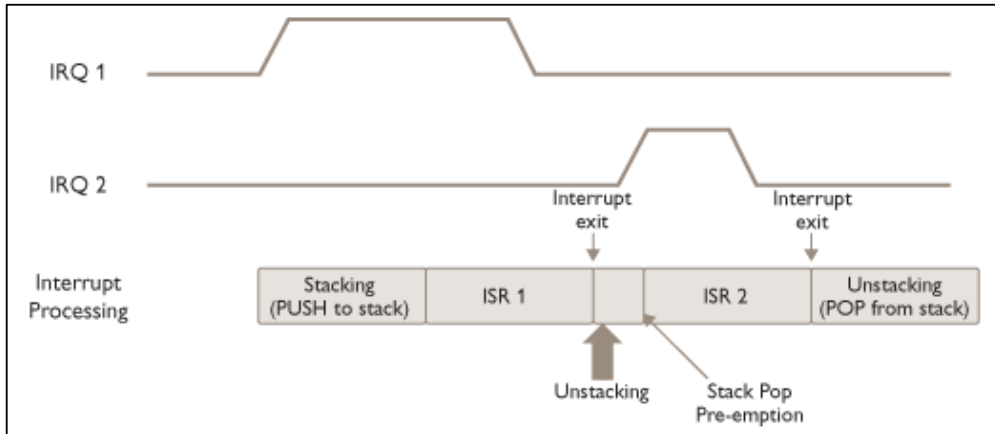 IRQ 1
IRQ 2
Interrupt
exit
Interrupt
exit
Interrupt
Processing
Stacking
(PUSH to stack)
ISR 1
ISR 2
Unstacking
(POP from stack)
Unstacking
Stack Pop
Pre-emption